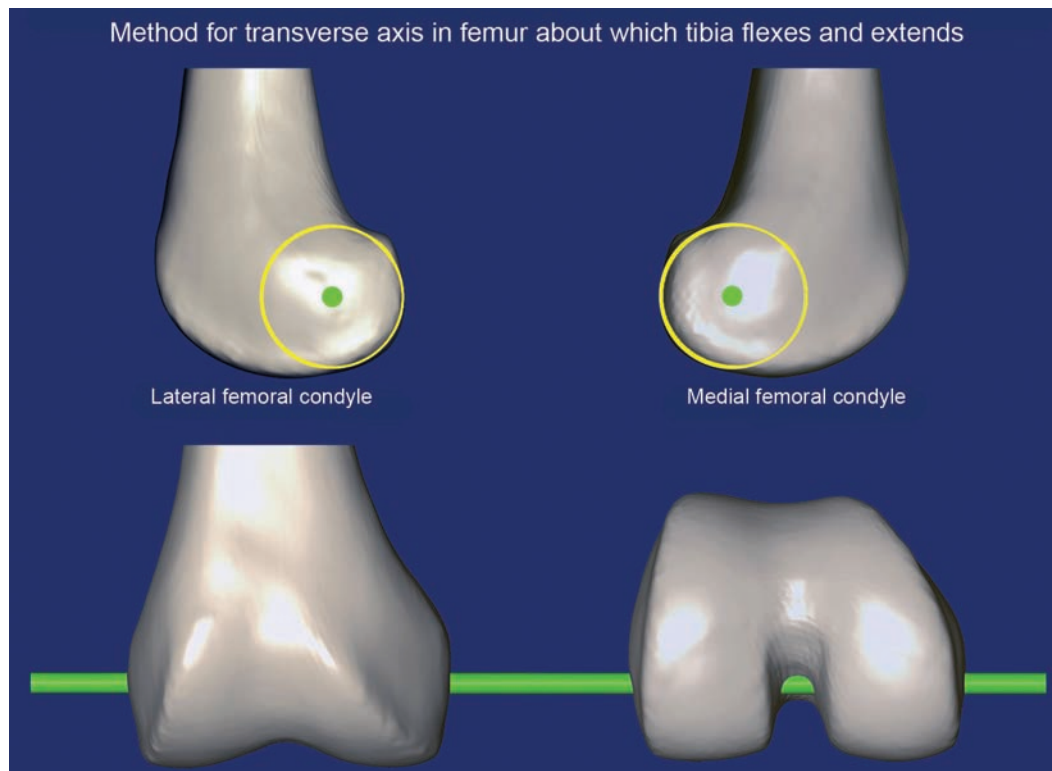 Method for transverse axis in femur about which tibia flexes and extends
Lateral femoral condyle
Medial femoral condyle